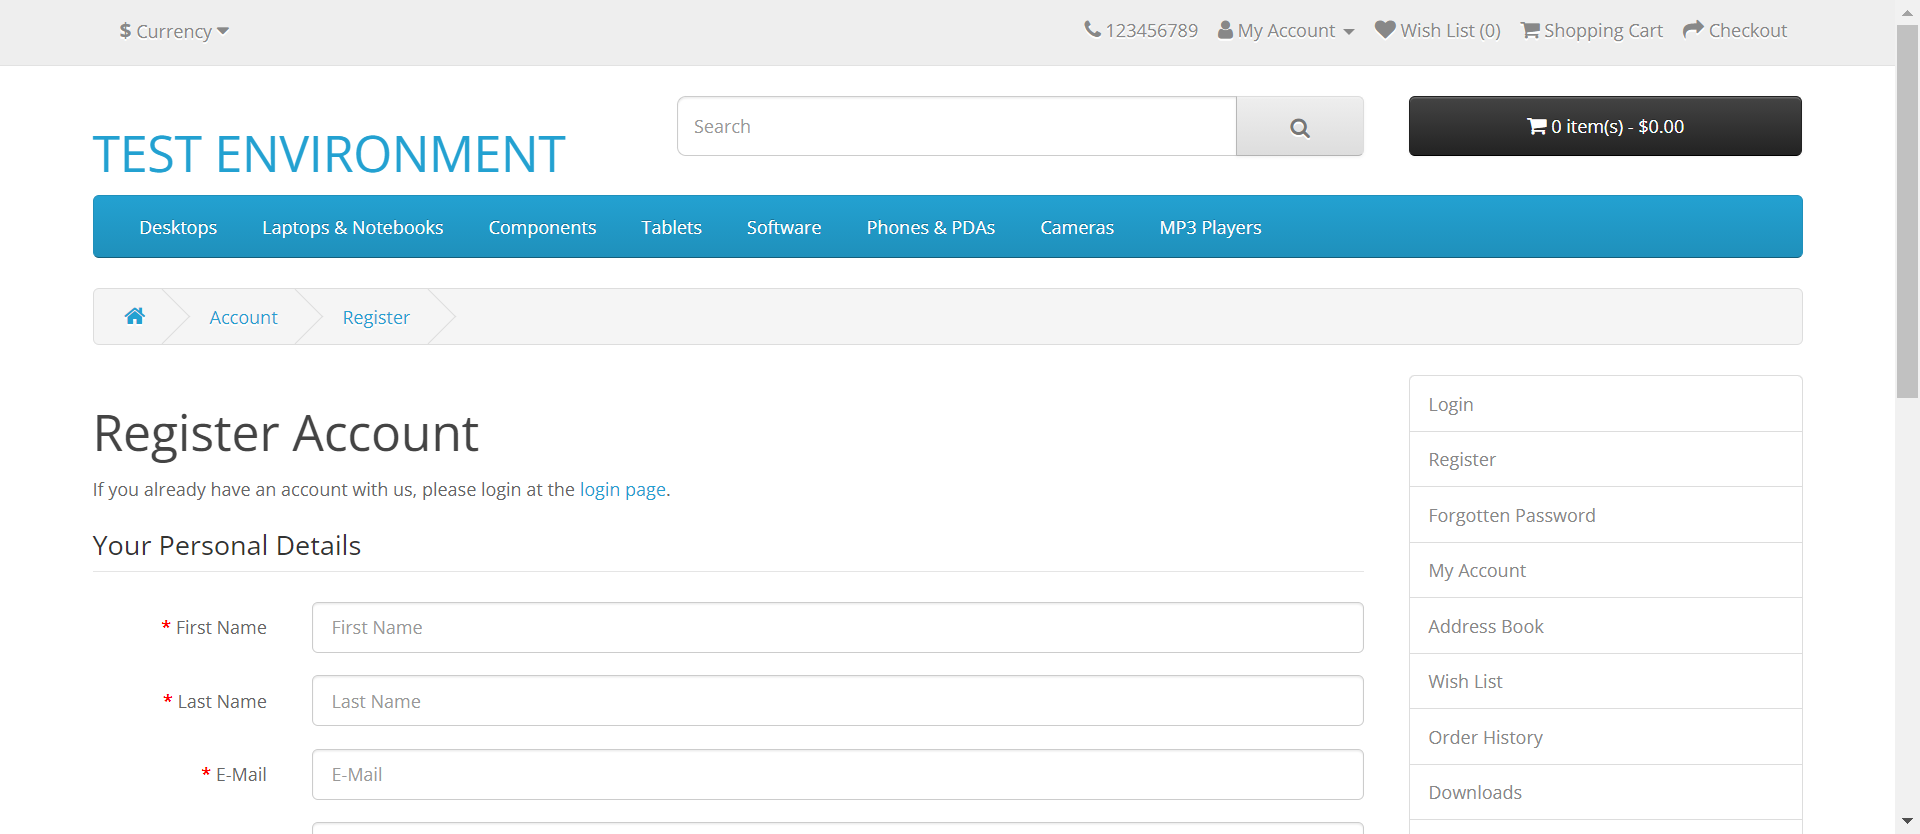 $ Currency
123456789 My Account Wish List (0) Shopping Cart Checkout
TEST ENVIRONMENT
Search
0 item(s) - $0.00
Desktops Laptops & Notebooks Components Tablets Software Phones & PDAs Cameras MP3 Players
Account Register
Register Account
If you already have an account with us, please login at the login page.
Your Personal Details
* First Name First Name
* Last Name Last Name
* E-Mail E-Mail
Login
Register
Forgotten Password
My Account
Address Book
Wish List
Order History
Downloads